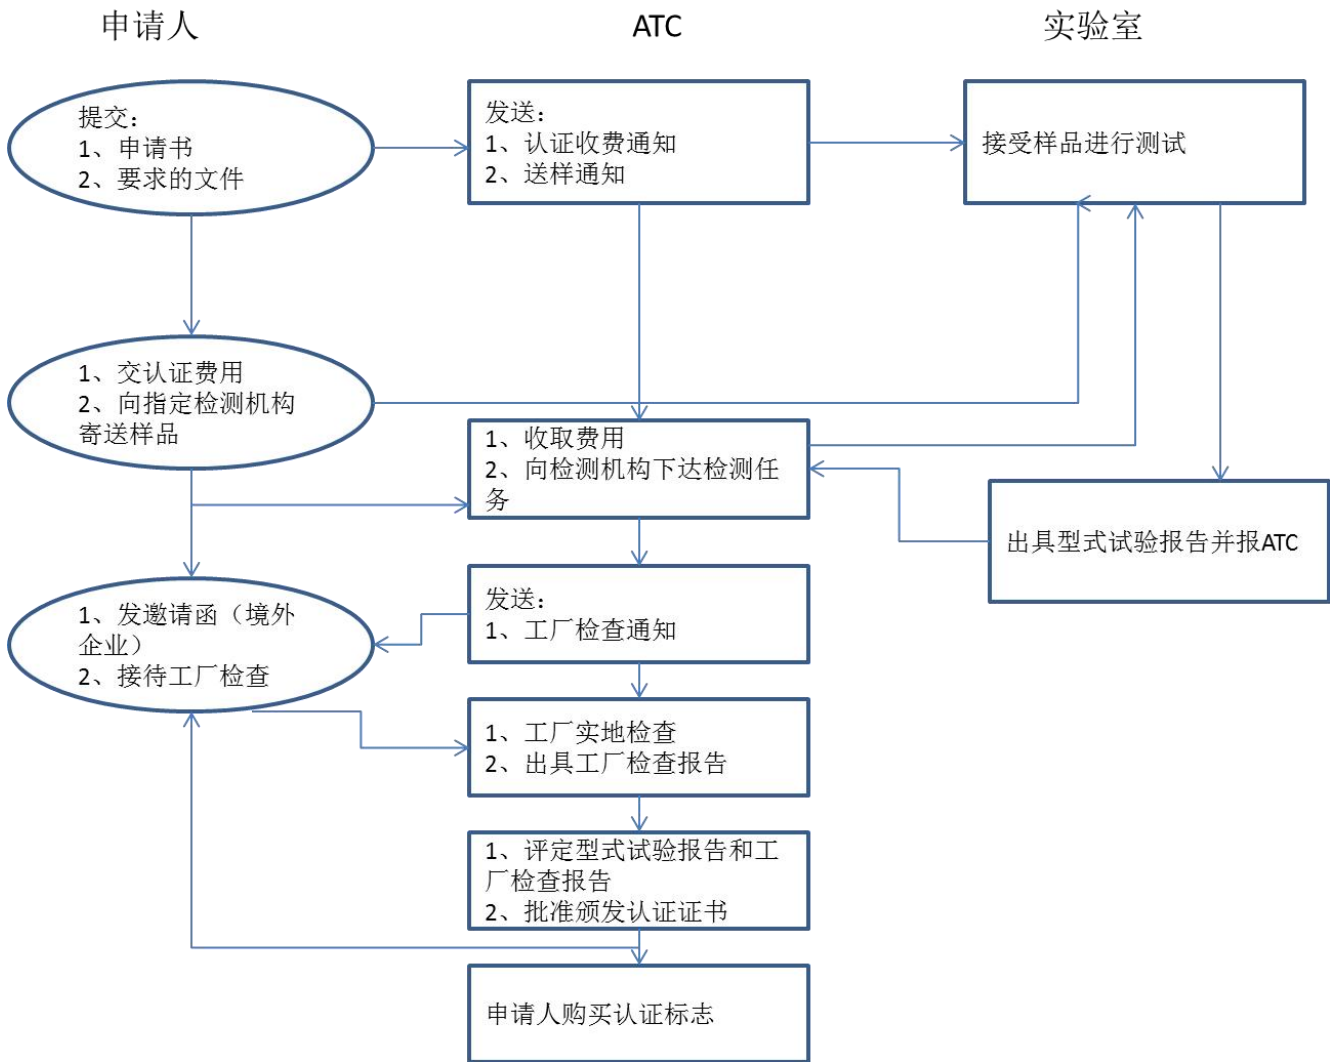 申请人
ATC
实验室
提交：
1、申请书
2、要求的文件
发送：
1、认证收费通知
2、送样通知
接受样品进行测试
1、交认证费用
2、向指定检测机构
寄送样品
1、收取费用
2、向检测机构下达检测任
务
出具型式试验报告并报ATC
1、发邀请函（境外
企业）
2、接待工厂检查
发送：
1、工厂检查通知
1、工厂实地检查
2、出具工厂检查报告
1、评定型式试验报告和工
厂检查报告
2、批准颁发认证证书
申请人购买认证标志